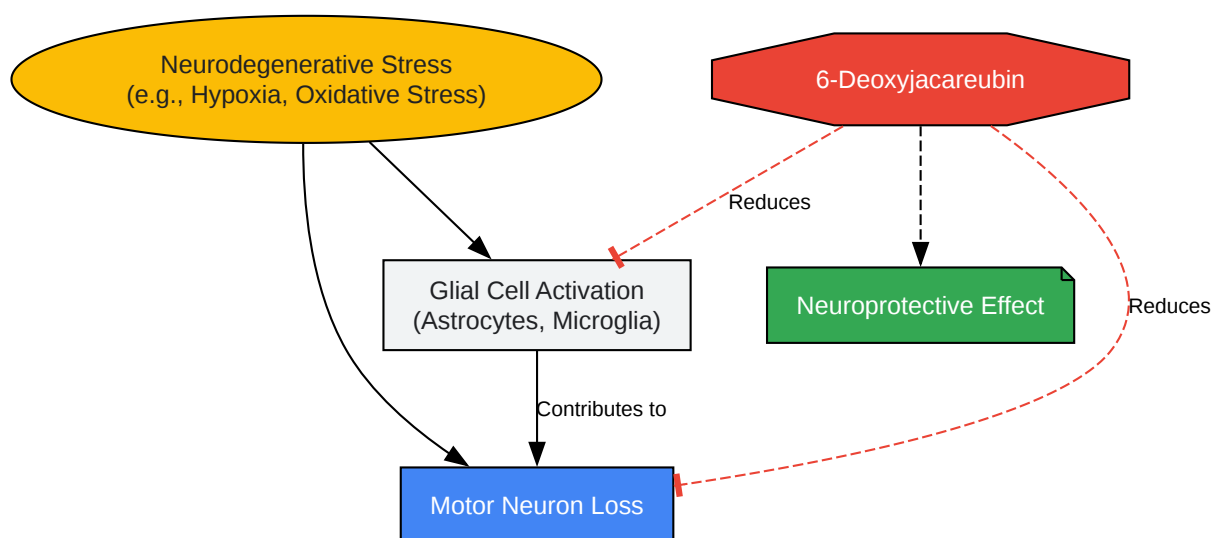 Neurodegenerative Stress
(e.g., Hypoxia, Oxidative Stress)
6-Deoxyjacareubin
Reduces
Glial Cell Activation
(Astrocytes, Microglia)
Neuroprotective Effect
Reduces
Contributes to
Motor Neuron Loss